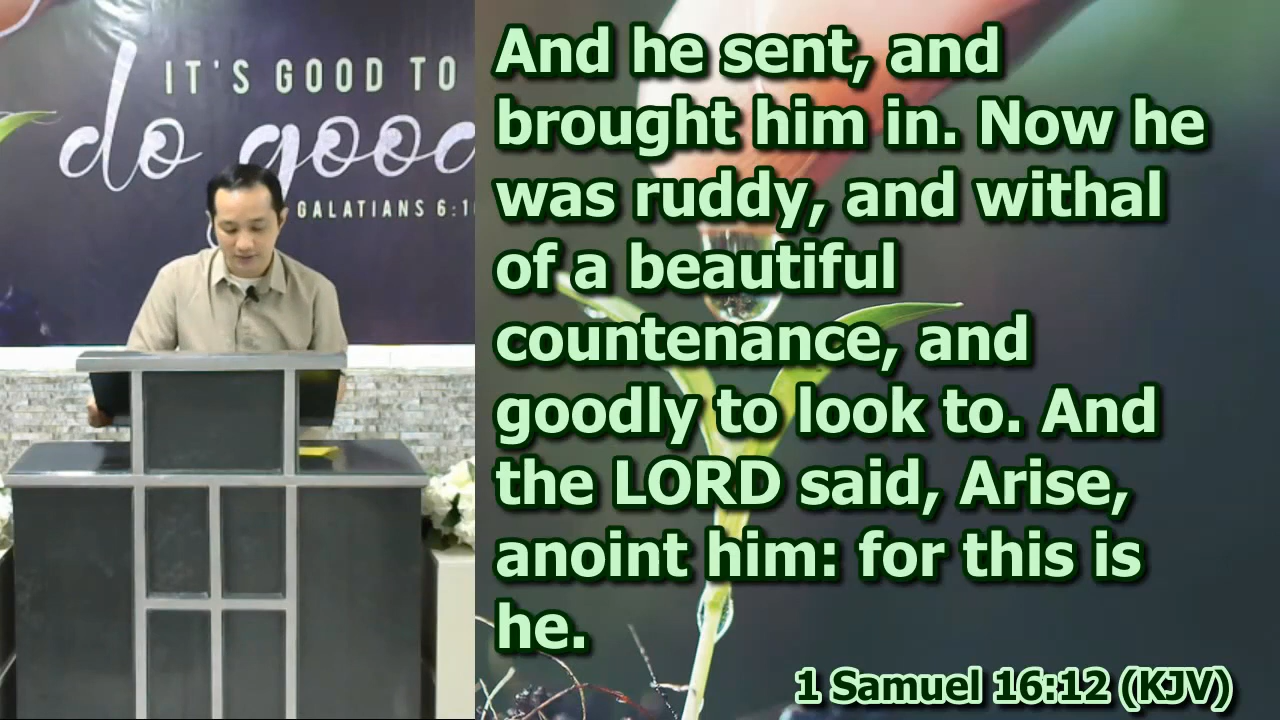 IT'S GOOD TO
do good
GALATIANS 6:1
And he sent, and
brought him in. Now he
was ruddy, and withal
of a beautiful
countenance, and
goodly to look to. And
the LORD said, Arise,
anoint him: for this is
he.
1 Samuel 16:12 (KJV)